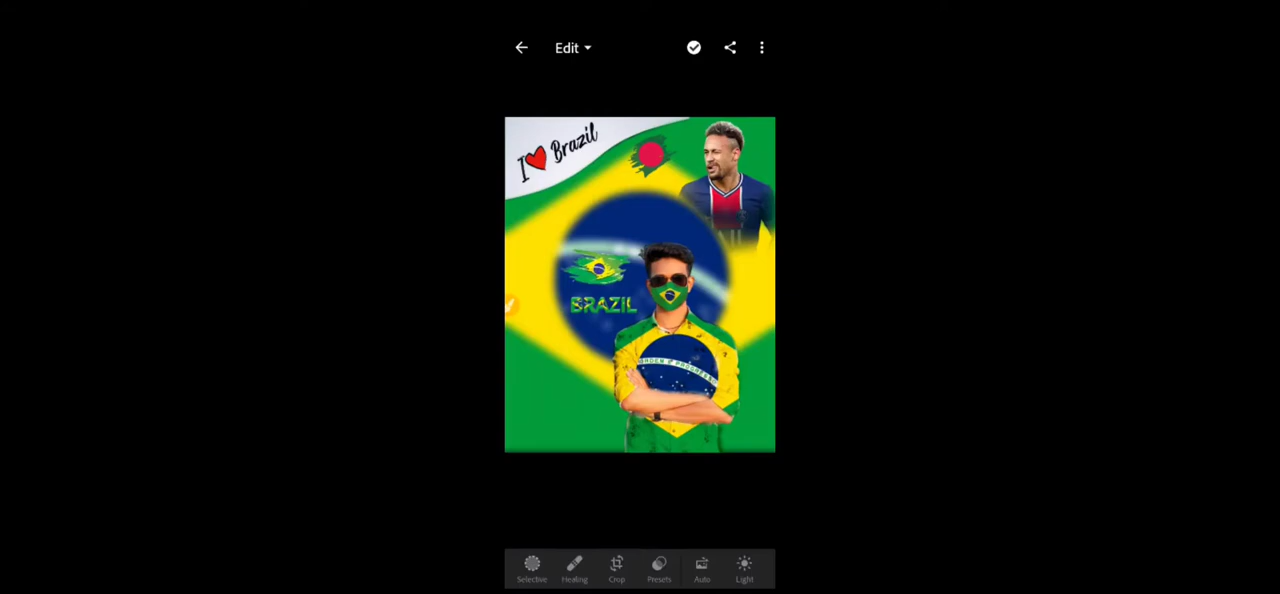 Edit
I
Brazil
BRAZIL
Selective
Healing
Crop
Presets
Auto
Light